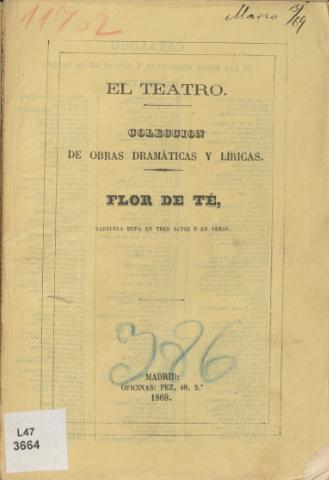 11702
Marzo 5/69
EL TEATRO.
COLECCION
DE OBRAS DRAMÁTICAS Y LÍRICAS.
FLOR DE TÉ,
ZARZUELA BUFA EN TRES ACTOS Y EN VERSO.
386
MADRID:
OFICINAS: PEZ, 40, 2.º
1868.
L47
3664